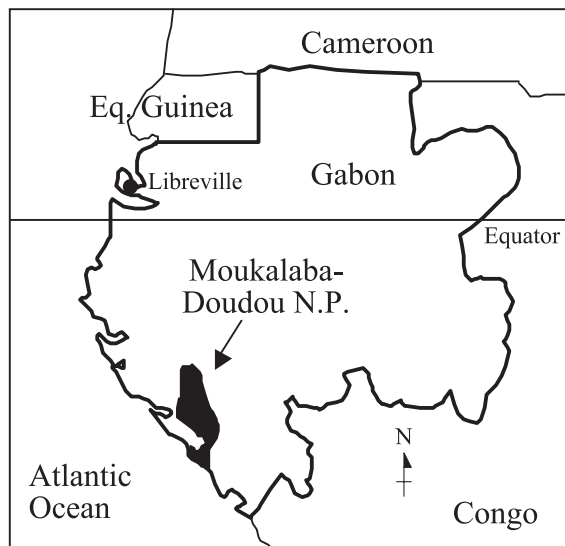 Cameroon
Eq. Guinea
Libreville
Gabon
Equator
Moukalaba-
Doudou N.P.
N
Atlantic
Ocean
Congo